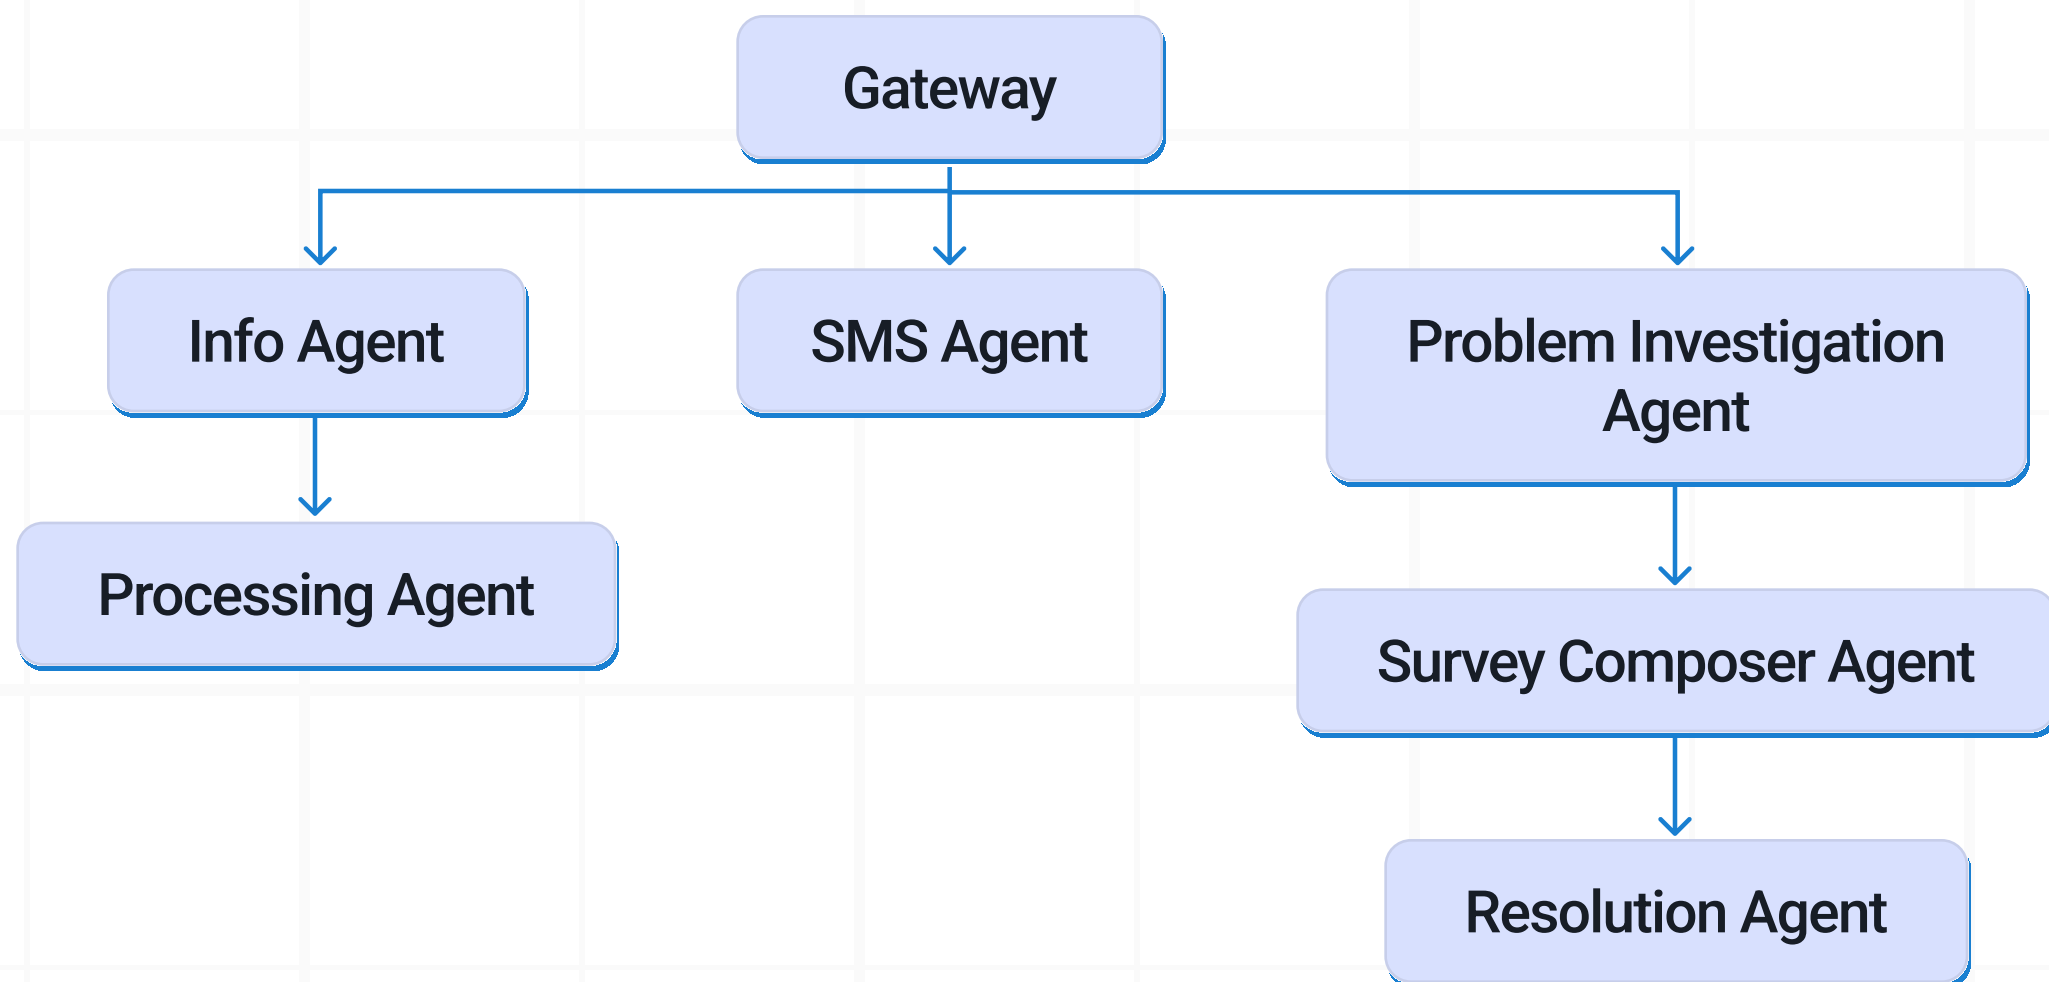 Gateway
Info Agent
SMS Agent
Problem Investigation
Agent
Processing Agent
Survey Composer Agent
Resolution Agent